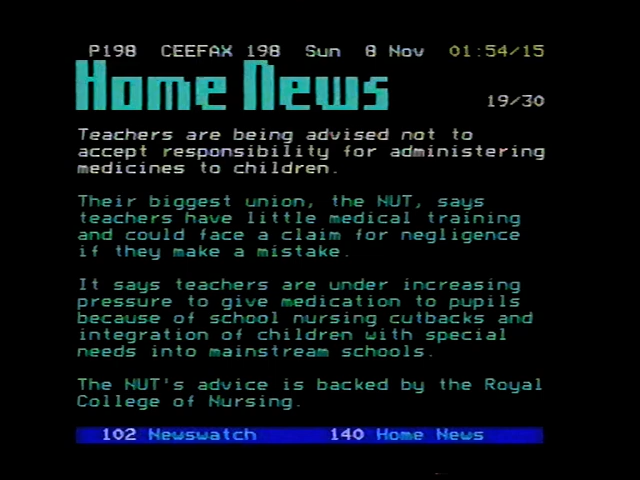 P198 CEEFAX 198 Sun 8 Nov 01:54/15
Home News
19/30
Teachers are being advised not to
accept responsibility for administering
medicines to children.
Their biggest union, the NUT, says
teachers have little medical training
and could face a claim for negligence
if they make a mistake.
It says teachers are under increasing
pressure to give medication to pupils
because of school nursing cutbacks and
integration of children with special
needs into mainstream schools.
The NUT's advice is backed by the Royal
College of Nursing.
102 Newswatch 140 Home News